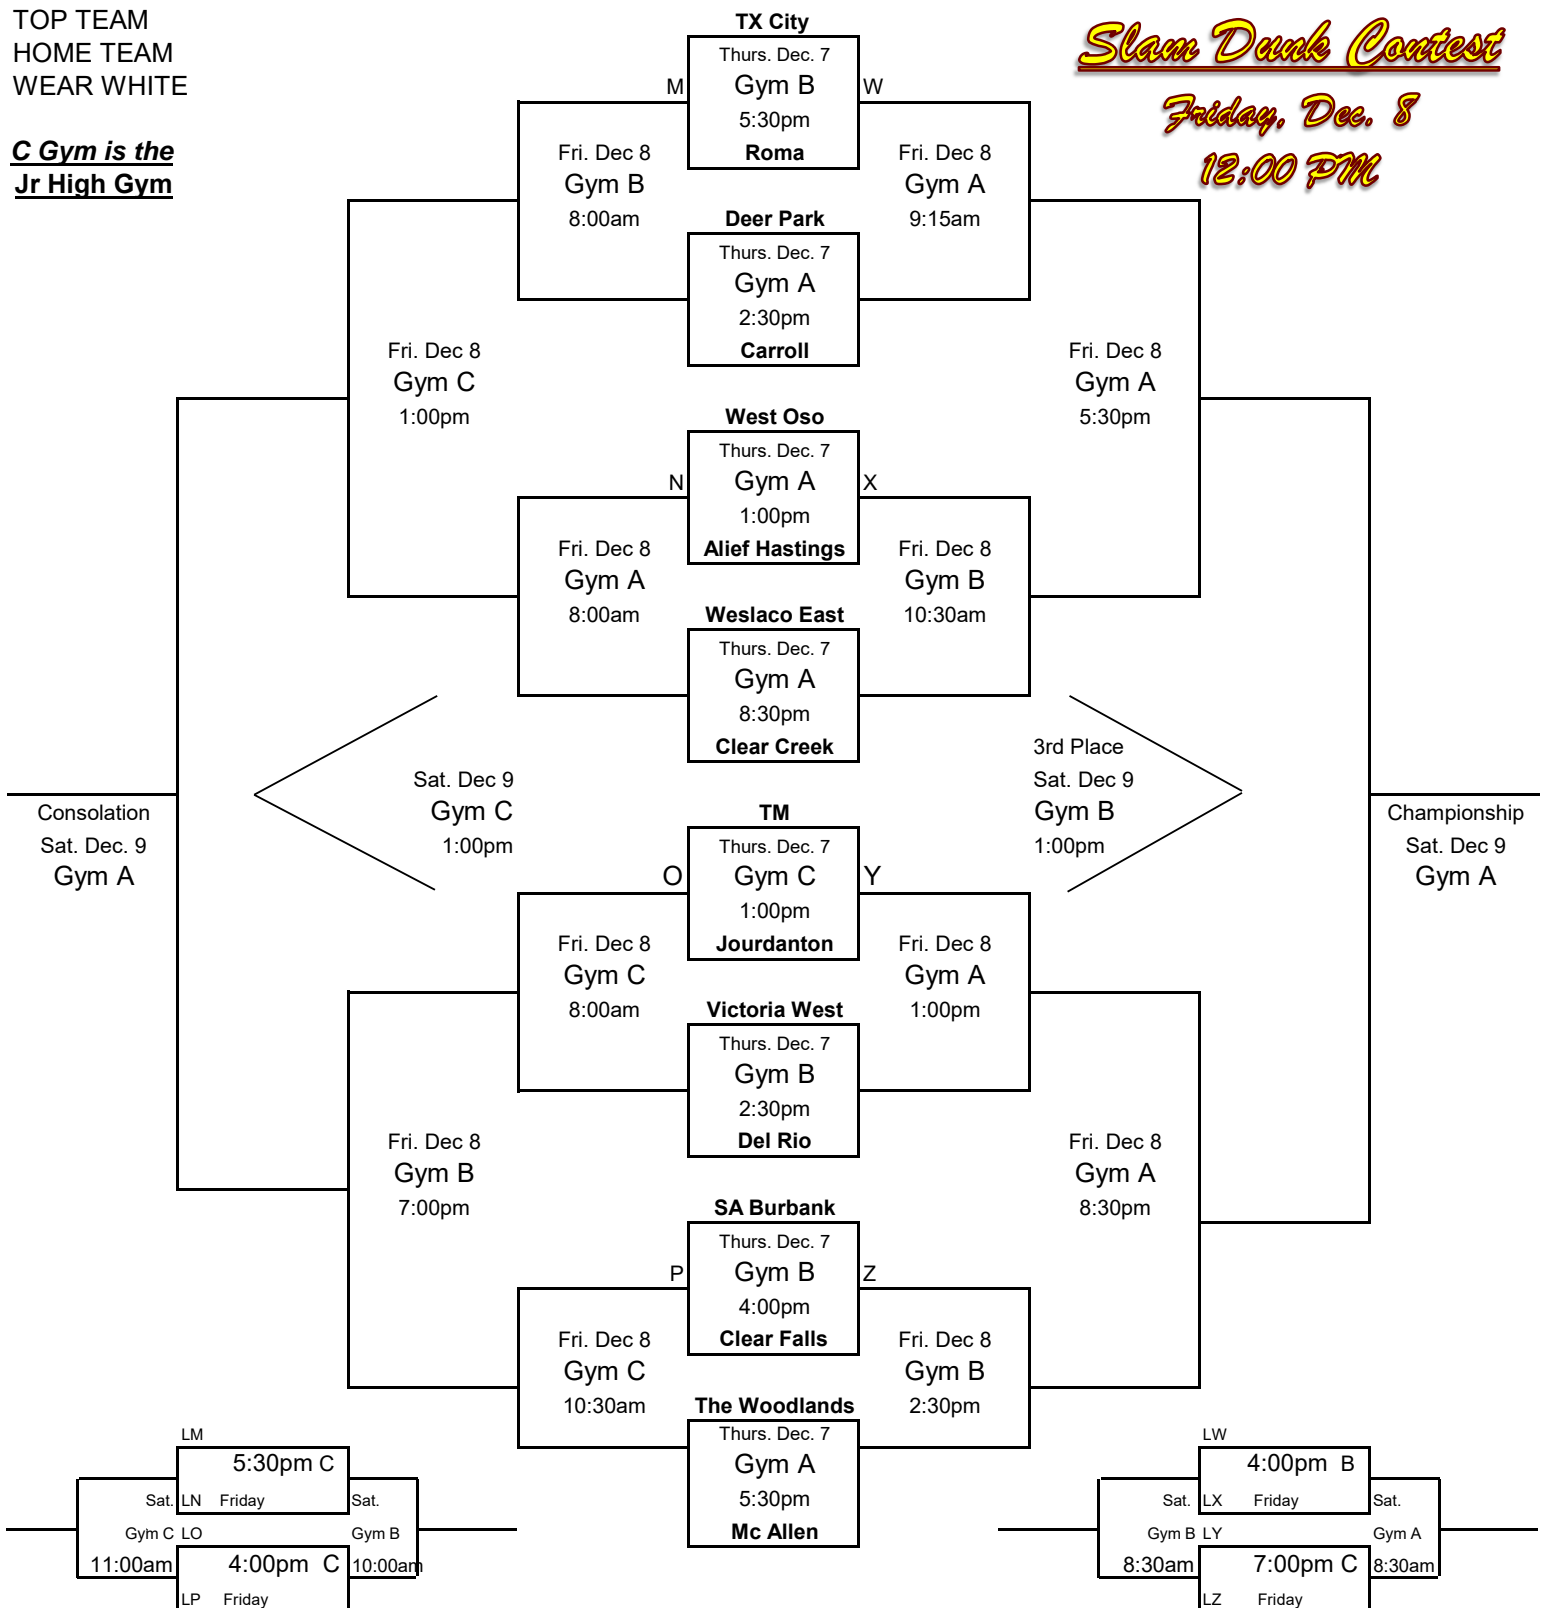 TOP TEAM
HOME TEAM
WEAR WHITE
C Gym is the
Jr High Gym
Slam Dunk Contest
Friday, Dec. 8
12:00 PM
TX City
Thurs. Dec. 7
M
Gym B
W
5:30pm
Roma
Fri. Dec 8
Gym B
8:00am
Fri. Dec 8
Gym A
9:15am
Deer Park
Thurs. Dec. 7
Gym A
2:30pm
Carroll
Fri. Dec 8
Gym C
1:00pm
Fri. Dec 8
Gym A
5:30pm
West Oso
Thurs. Dec. 7
N
Gym A
X
1:00pm
Alief Hastings
Fri. Dec 8
Gym A
8:00am
Fri. Dec 8
Gym B
10:30am
Weslaco East
Thurs. Dec. 7
Gym A
8:30pm
Clear Creek
Sat. Dec 9
Gym C
1:00pm
3rd Place
Sat. Dec 9
Gym B
1:00pm
Consolation
Sat. Dec. 9
Gym A
Championship
Sat. Dec 9
Gym A
TM
Thurs. Dec. 7
O
Gym C
Y
1:00pm
Jourdanton
Fri. Dec 8
Gym C
8:00am
Fri. Dec 8
Gym A
1:00pm
Victoria West
Thurs. Dec. 7
Gym B
2:30pm
Del Rio
Fri. Dec 8
Gym B
7:00pm
Fri. Dec 8
Gym A
8:30pm
SA Burbank
Thurs. Dec. 7
P
Gym B
Z
4:00pm
Clear Falls
Fri. Dec 8
Gym C
10:30am
Fri. Dec 8
Gym B
2:30pm
The Woodlands
Thurs. Dec. 7
Gym A
5:30pm
Mc Allen
LM
5:30pm C
Sat. LN Friday Sat.
Gym C LO Gym B
11:00am 4:00pm C 10:00am
LP Friday
LW
4:00pm B
Sat. LX Friday Sat.
Gym B LY Gym A
8:30am 7:00pm C 8:30am
LZ Friday